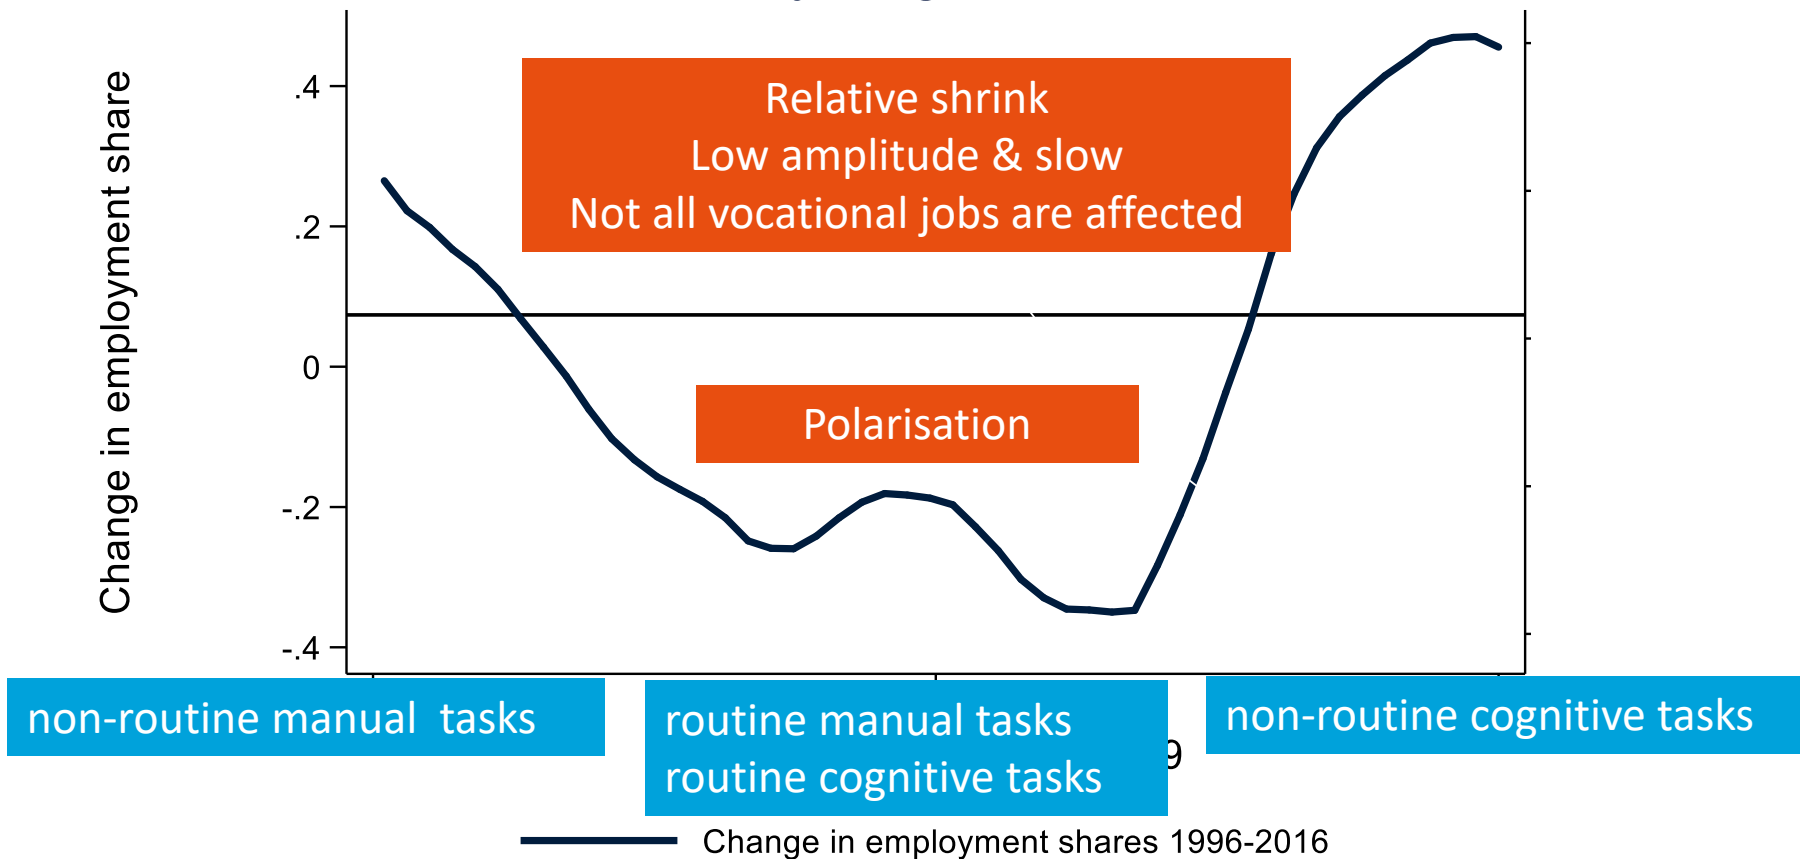 Change in employment share
.4
.2
0
-.2
-.4
Relative shrink
Low amplitude & slow
Not all vocational jobs are affected
Polarisation
non-routine manual tasks
routine manual tasks
routine cognitive tasks
non-routine cognitive tasks
9
Change in employment shares 1996-2016